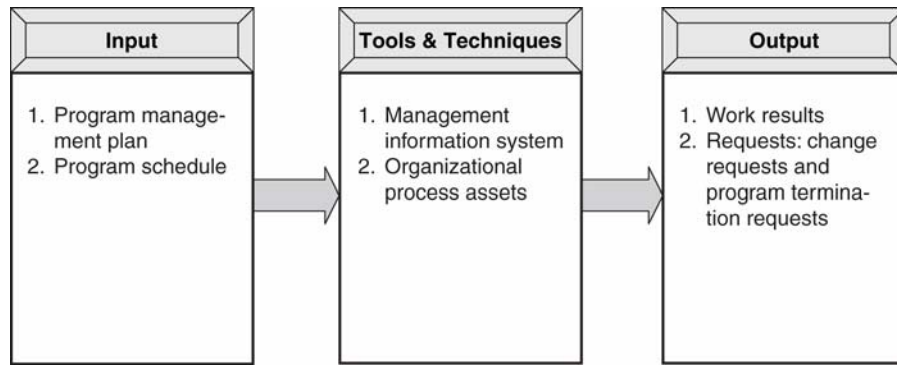 Input
1. Program manage-
ment plan
2. Program schedule
Tools & Techniques
1. Management
information system
2. Organizational
process assets
Output
1. Work results
2. Requests: change
requests and
program termina-
tion requests